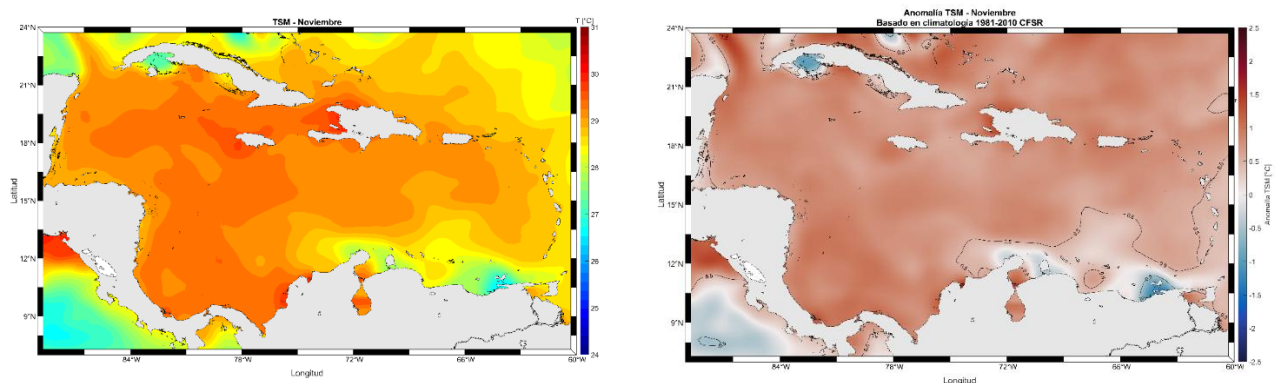 TSM - Noviembre
T [°C]
24°N
21°N
18°N
15°N
12°N
9°N
Latitud
84°W
78°W
72°W
66°W
60°W
Longitud
31
30
29
28
27
26
25
24
Anomalía TSM - Noviembre
Basado en climatología 1981-2010 CFSR
24°N
21°N
18°N
15°N
12°N
9°N
Latitud
84°W
78°W
72°W
66°W
60°W
Longitud
2.5
2
1.5
1
0.5
0
-0.5
-1
-1.5
-2
-2.5
Anomalía TSM [°C]